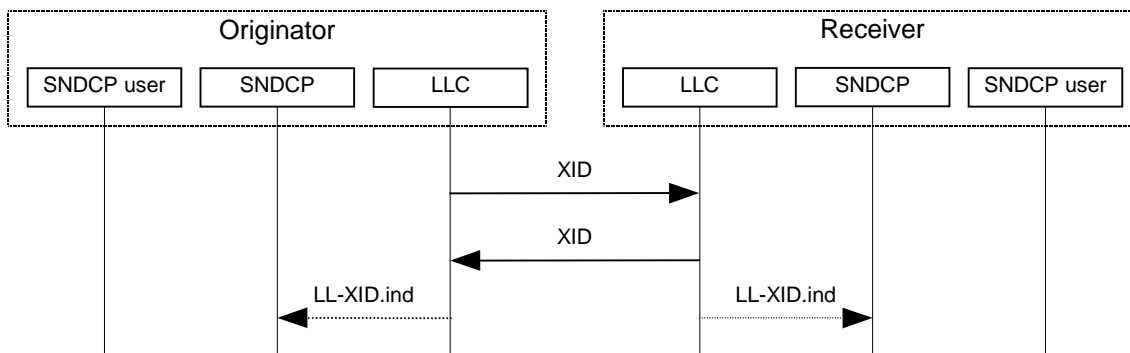 Originator
Receiver
SNDCP user
SNDCP
LLC
LLC
SNDCP
SNDCP user
XID
XID
LL-XID.ind
LL-XID.ind